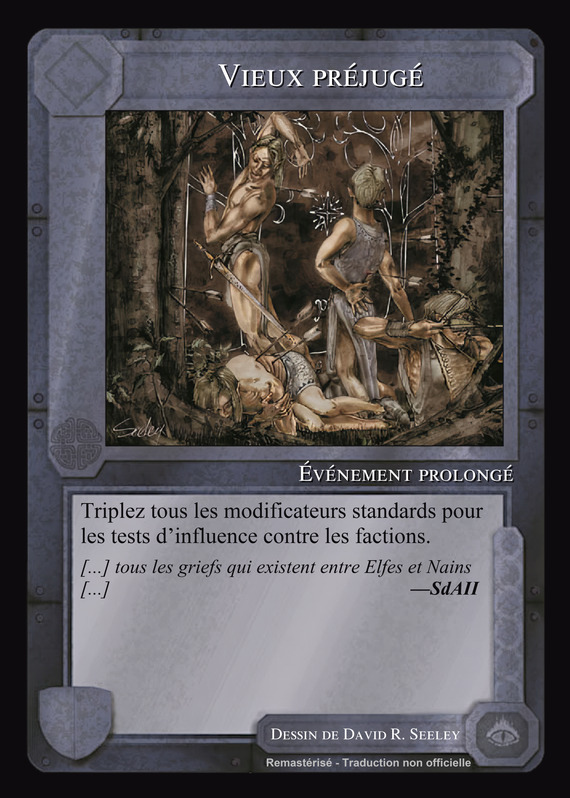 Vieux préjugé
Seeley
Événement prolongé
Triplez tous les modificateurs standards pour
les tests d’influence contre les factions.
[...] tous les griefs qui existent entre Elfes et Nains
[...] —SdAII
Dessin de David R. Seeley
Remastérisé - Traduction non officielle